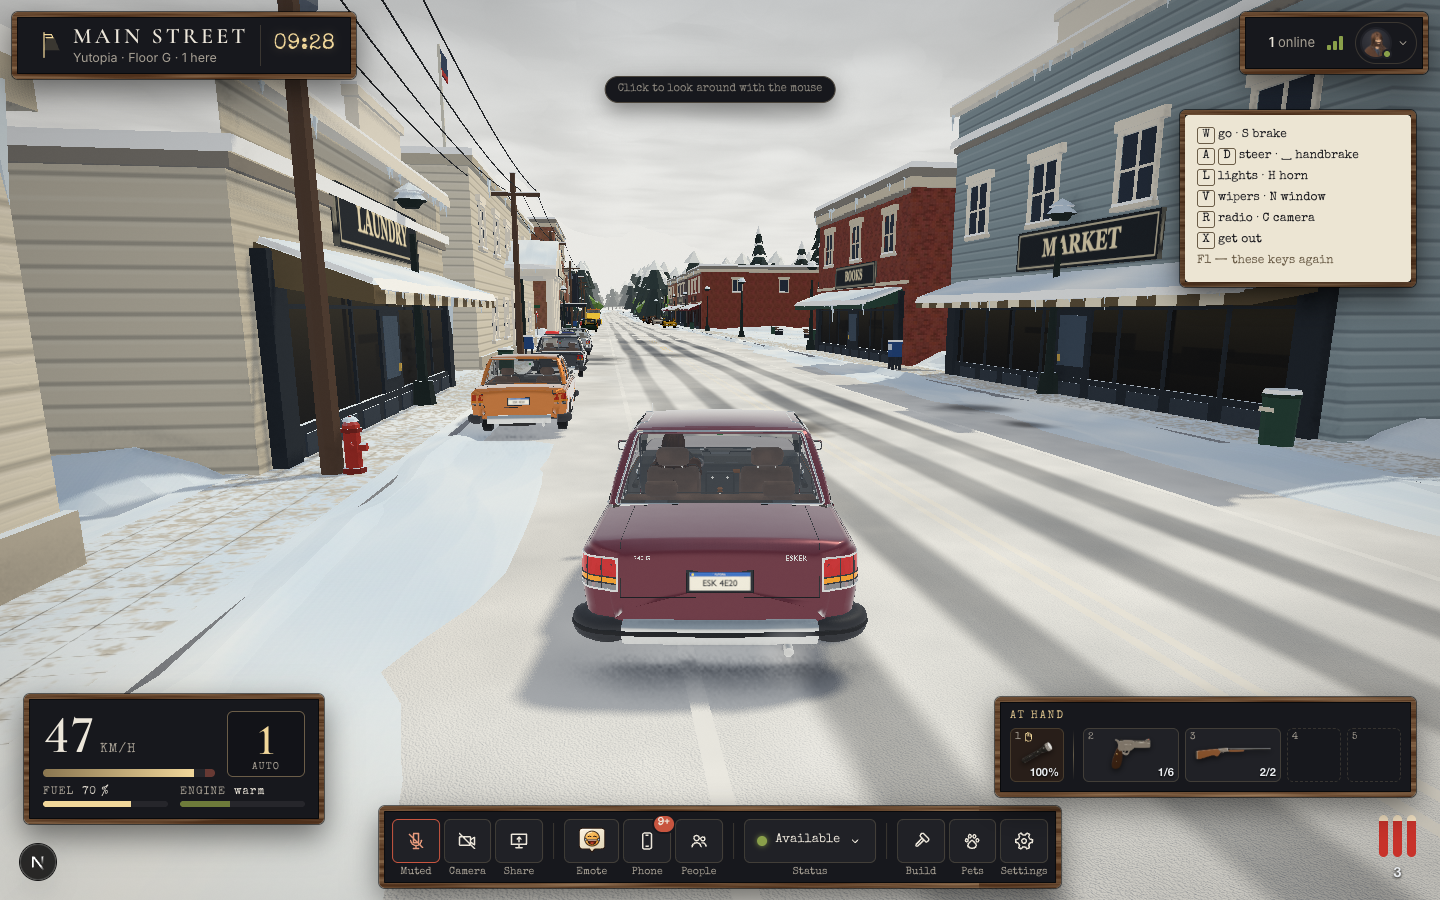 MAIN STREET
Yutopia · Floor G · 1 here
09:28
Click to look around with the mouse
1 online
W go · S brake
A D steer · ⎵ handbrake
L lights · H horn
V wipers · N window
R radio · C camera
X get out
F1 — these keys again
LAUNDRY
BOOKS
MARKET
ESKER
ESK 4E20
47 KM/H
1
AUTO
FUEL 70 %
ENGINE warm
AT HAND
1
100%
2
1/6
3
2/2
4
5
9+
Available
Muted
Camera
Share
Emote
Phone
People
Status
Build
Pets
Settings
N
3